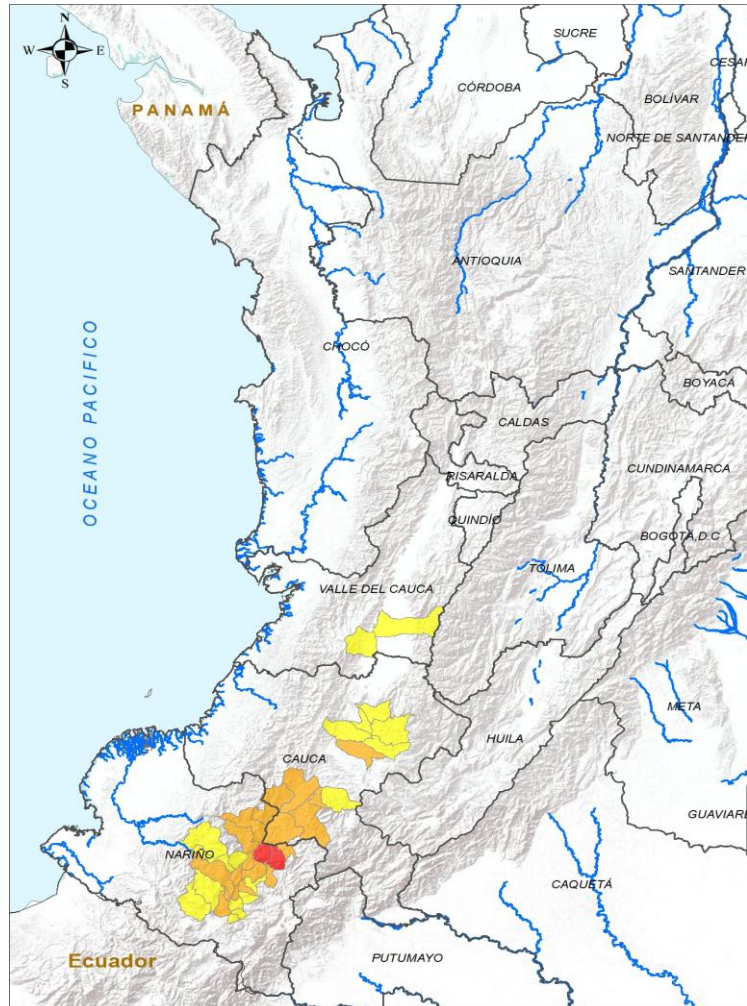 N
W E
S
PANAMÁ
SUCRE
CÓRDOBA
CESAR
BOLÍVAR
NORTE DE SANTANDER
ANTIOQUIA
SANTANDER
OCEANO PACIFICO
CHOCÓ
BOYACÁ
CALDAS
CUNDINAMARCA
RISARALDA
QUINDÍO
BOGOTÁ,D.C
TOLIMA
VALLE DEL CAUCA
META
HUILA
CAUCA
GUAVIARE
NARIÑO
CAQUETÁ
Ecuador
PUTUMAYO